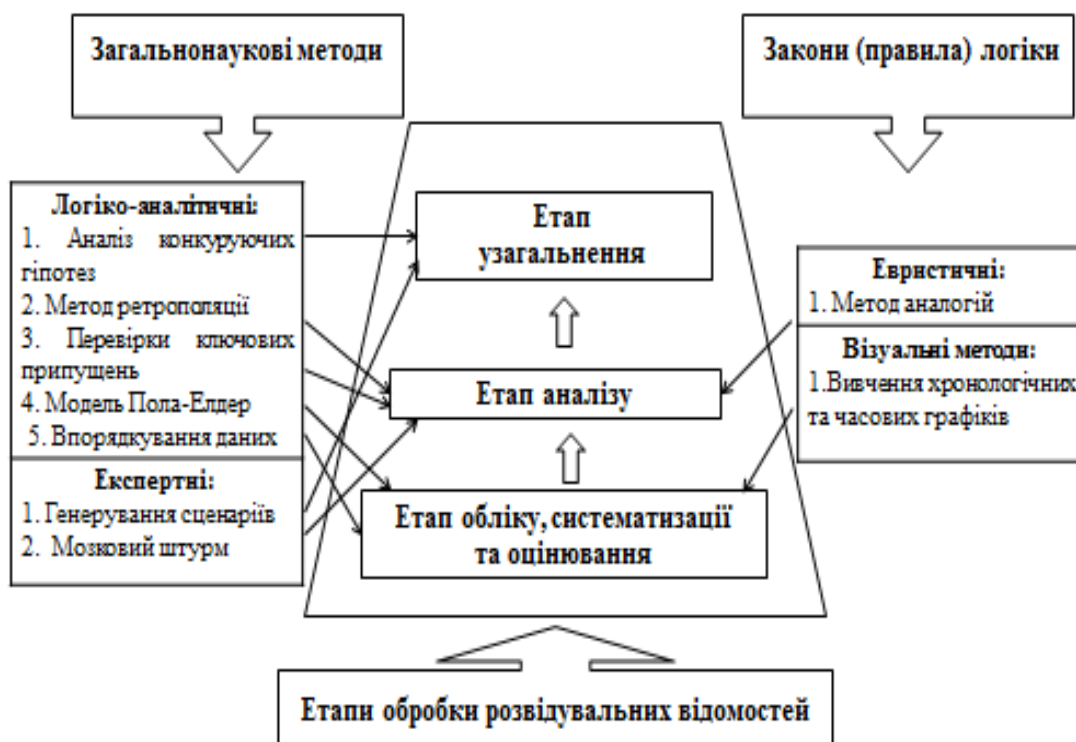 Загальнонаукові методи
Закони (правила) логіки
Логіко-аналітичні:
1. Аналіз конкуруючих
гіпотез
2. Метод ретрополяції
3. Перевірки ключових
припущень
4. Модель Пола-Елдер
5. Впорядкування даних
Експертні:
1. Генерування сценаріїв
2. Мозковий штурм
Етап
узагальнення
Етап аналізу
Етап обліку, систематизації
та оцінювання
Евристичні:
1. Метод аналогій
Візуальні методи:
1.Вивчення хронологічних
та часових графіків
Етапи обробки розвідувальних відомостей